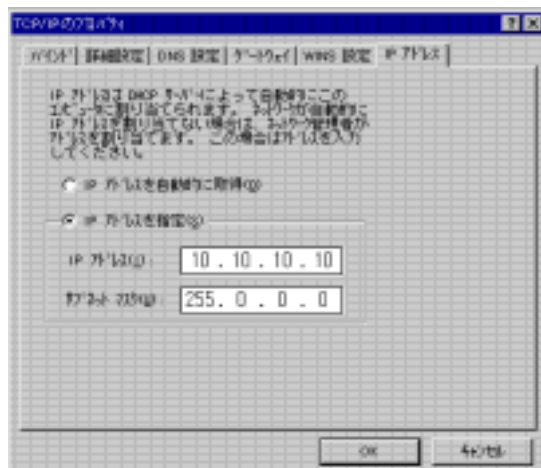 TCP/IPのプロパティ
バインド 詳細設定 DNS 設定 ゲートウェイ WINS 設定 IP アドレス
IP アドレスは DHCP サーバーによって自動的にこの
コンピュータに割り当てられます。 ネットワークが自動的に
IP アドレスを割り当てない場合は、ネットワーク管理者が
アドレスを割り当てます。 この場合はアドレスを入力
してください。
IP アドレスを自動的に取得(O)
IP アドレスを指定(S)
IP アドレス(I): 10 . 10 . 10 . 10
サブネット マスク(U): 255. 0 . 0 . 0
OK キャンセル